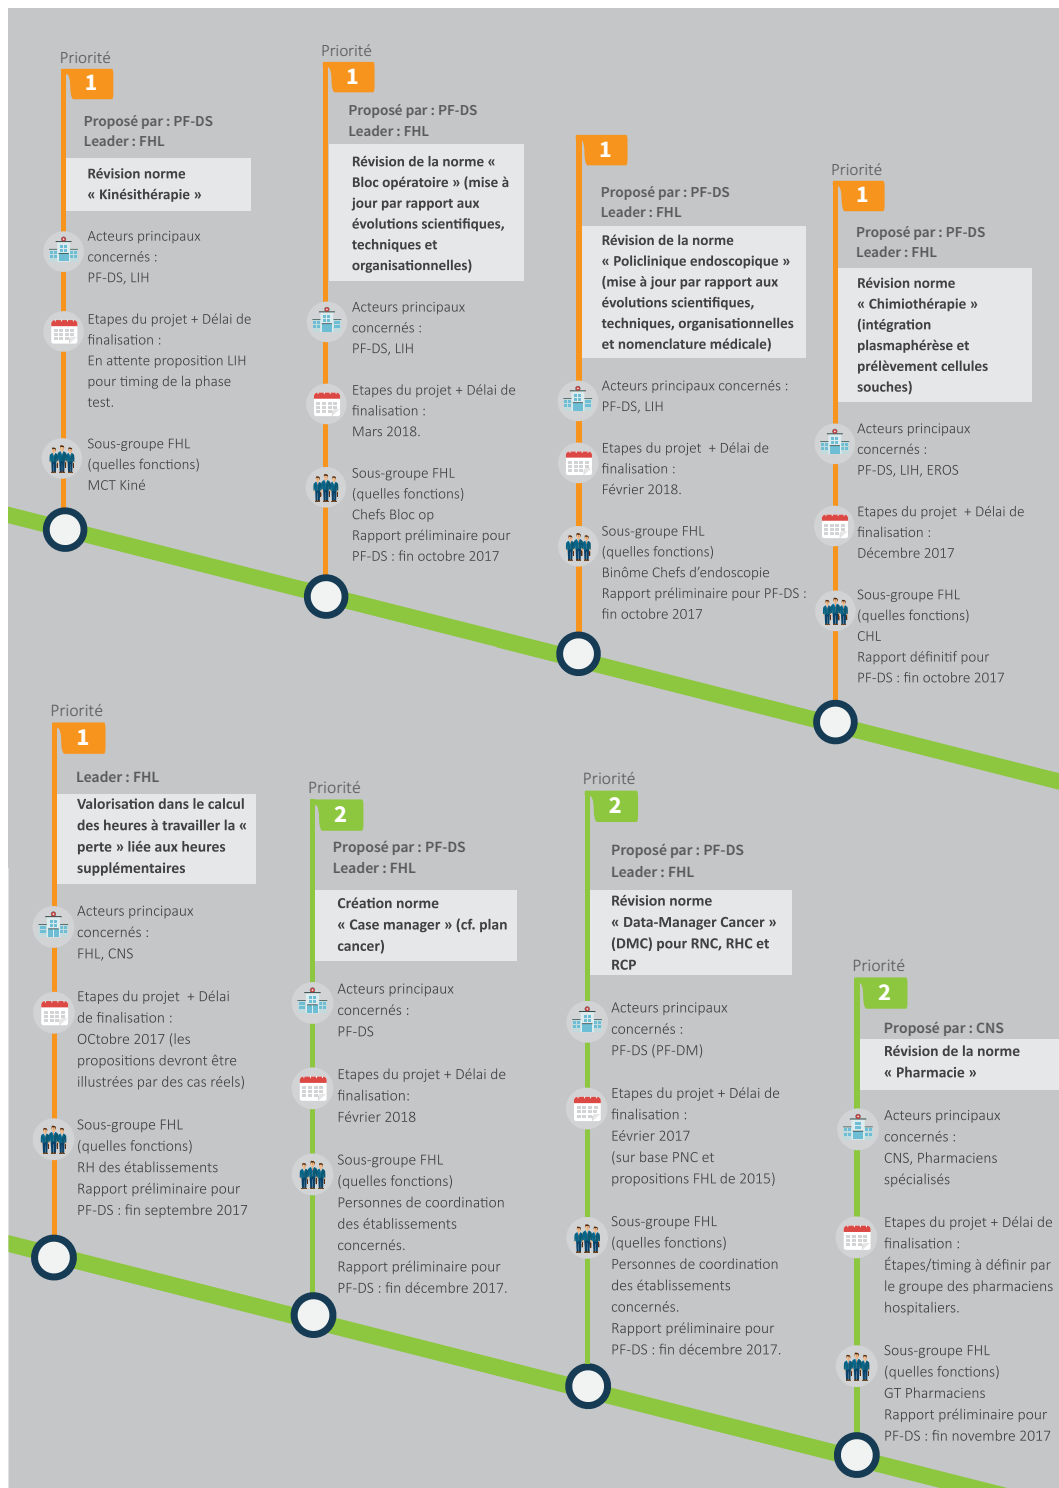 Priorité
1
Proposé par : PF-DS
Leader : FHL
Révision norme
« Kinésithérapie »
Acteurs principaux
concernés :
PF-DS, LIH
Etapes du projet + Délai de
finalisation :
En attente proposition LIH
pour timing de la phase
test.
Sous-groupe FHL
(quelles fonctions)
MCT Kiné
Priorité
1
Proposé par : PF-DS
Leader : FHL
Révision de la norme «
Bloc opératoire » (mise à
jour par rapport aux
évolutions scientifiques,
techniques et
organisationnelles)
Acteurs principaux
concernés :
PF-DS, LIH
Etapes du projet + Délai de
finalisation :
Mars 2018.
Sous-groupe FHL
(quelles fonctions)
Chefs Bloc op
Rapport préliminaire pour
PF-DS : fin octobre 2017
1
Proposé par : PF-DS
Leader : FHL
Révision de la norme
« Policlinique endoscopique »
(mise à jour par rapport aux
évolutions scientifiques,
techniques, organisationnelles
et nomenclature médicale)
Acteurs principaux concernés :
PF-DS, LIH
Etapes du projet + Délai de
finalisation :
Février 2018.
Sous-groupe FHL
(quelles fonctions)
Binôme Chefs d'endoscopie
Rapport préliminaire pour PF-DS :
fin octobre 2017
Priorité
1
Proposé par : PF-DS
Leader : FHL
Révision norme
« Chimiothérapie »
(intégration
plasmaphérèse et
prélèvement cellules
souches)
Acteurs principaux
concernés :
PF-DS, LIH, EROS
Etapes du projet + Délai de
finalisation :
Décembre 2017
Sous-groupe FHL
(quelles fonctions)
CHL
Rapport définitif pour
PF-DS : fin octobre 2017
Priorité
1
Leader : FHL
Valorisation dans le calcul
des heures à travailler la «
perte » liée aux heures
supplémentaires
Acteurs principaux
concernés :
FHL, CNS
Etapes du projet + Délai
de finalisation :
OCtobre 2017 (les
propositions devront être
illustrées par des cas réels)
Sous-groupe FHL
(quelles fonctions)
RH des établissements
Rapport préliminaire pour
PF-DS : fin septembre 2017
Priorité
2
Proposé par : PF-DS
Leader : FHL
Création norme
« Case manager » (cf. plan
cancer)
Acteurs principaux
concernés :
PF-DS
Etapes du projet + Délai de
finalisation:
Février 2018
Sous-groupe FHL
(quelles fonctions)
Personnes de coordination
des établissements
concernés.
Rapport préliminaire pour
PF-DS : fin décembre 2017.
Priorité
2
Proposé par : PF-DS
Leader : FHL
Révision norme
« Data-Manager Cancer »
(DMC) pour RNC, RHC et
RCP
Acteurs principaux
concernés :
PF-DS (PF-DM)
Etapes du projet + Délai de
finalisation :
Eévrier 2017
(sur base PNC et
propositions FHL de 2015)
Sous-groupe FHL
(quelles fonctions)
Personnes de coordination
des établissements
concernés.
Rapport préliminaire pour
PF-DS : fin décembre 2017.
Priorité
2
Proposé par : CNS
Révision de la norme
« Pharmacie »
Acteurs principaux
concernés :
CNS, Pharmaciens
spécialisés
Etapes du projet + Délai de
finalisation :
Étapes/timing à définir par
le groupe des pharmaciens
hospitaliers.
Sous-groupe FHL
(quelles fonctions)
GT Pharmaciens
Rapport préliminaire pour
PF-DS : fin novembre 2017